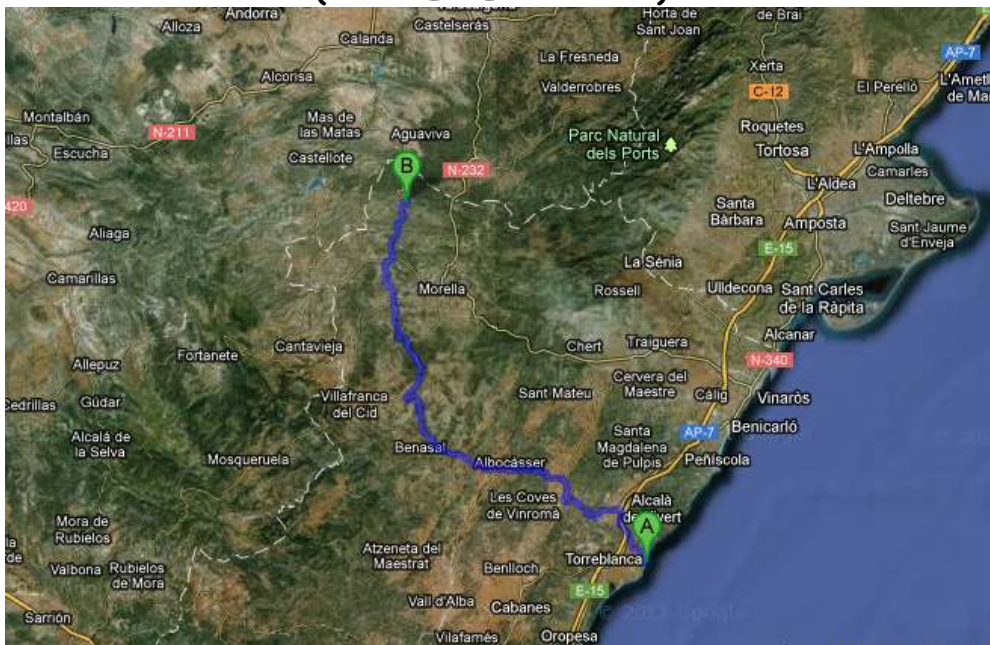 Andorra
Horta de
Sant Joan
de Brai
Alloza
Castelserás
Calanda
La Fresneda
Xerta
AP-7
Alcorisa
Valderrobres
C-12
El Perelló
L'Ametl
de Mar
Montalbán
Mas de
las Matas
Aguaviva
Roquetes
N-211
Parc Natural
dels Ports
Tortosa
L'Ampolla
Escucha
Castellote
B
N-232
Camarles
L'Aldea
Deltebre
420
Santa
Bàrbara
Amposta
Sant Jaume
d'Enveja
Aliaga
E-15
La Sénia
Camarillas
Morella
Rossell
Ulldecona
Sant Carles
de la Ràpita
Alcanar
Fortanete
Cantavieja
Chert
Traiguera
N-340
Allepuz
Cervera del
Maestre
Villafranca
del Cid
Sant Mateu
Càlig
Vinaròs
Cedrillas
Gúdar
Benicarló
Alcalá de
la Selva
Santa
Magdalena
de Pulpis
AP-7
Benasal
Peñíscola
Mosqueruela
Albocàsser
Les Coves
de Vinromà
Alcalà
A
Mora de
Rubielos
Atzeneta del
Maestrat
Torreblanca
Valbona
Rubielos
de Mora
Benlloch
E-15
Vall d'Alba
Cabanes
Sarrión
Vilafamés
Oropesa